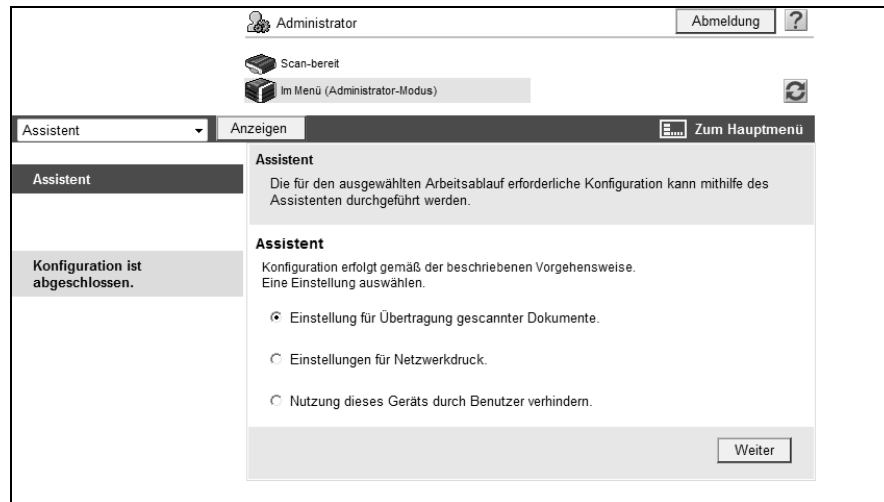 Administrator
Abmeldung
?
Scan-bereit
Im Menü (Administrator-Modus)
Assistent
Anzeigen
Zum Hauptmenü
Assistent
Konfiguration ist
abgeschlossen.
Assistent
Die für den ausgewählten Arbeitsablauf erforderliche Konfiguration kann mithilfe des
Assistenten durchgeführt werden.
Assistent
Konfiguration erfolgt gemäß der beschriebenen Vorgehensweise.
Eine Einstellung auswählen.
Einstellung für Übertragung gescannter Dokumente.
Einstellungen für Netzwerkdruck.
Nutzung dieses Geräts durch Benutzer verhindern.
Weiter